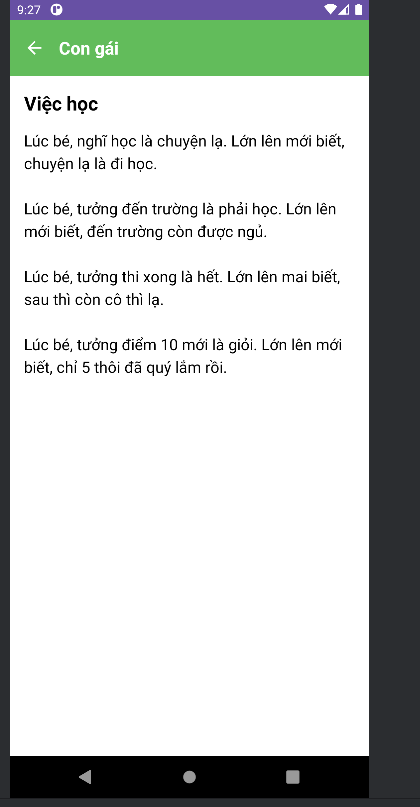 9:27
Con gái
Việc học
Lúc bé, nghĩ học là chuyện lạ. Lớn lên mới biết,
chuyện lạ là đi học.
Lúc bé, tưởng đến trường là phải học. Lớn lên
mới biết, đến trường còn được ngủ.
Lúc bé, tưởng thi xong là hết. Lớn lên mai biết,
sau thì còn cô thì lạ.
Lúc bé, tưởng điểm 10 mới là giỏi. Lớn lên mới
biết, chỉ 5 thôi đã quý lắm rồi.